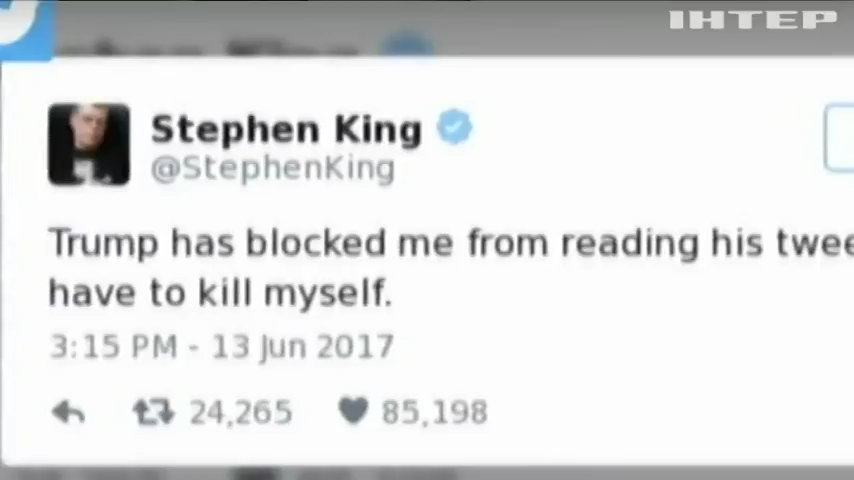 ІНТЕР
Stephen King
@StephenKing
Trump has blocked me from reading his
have to kill myself.
3:15 PM - 13 Jun 2017
24,265 85,198